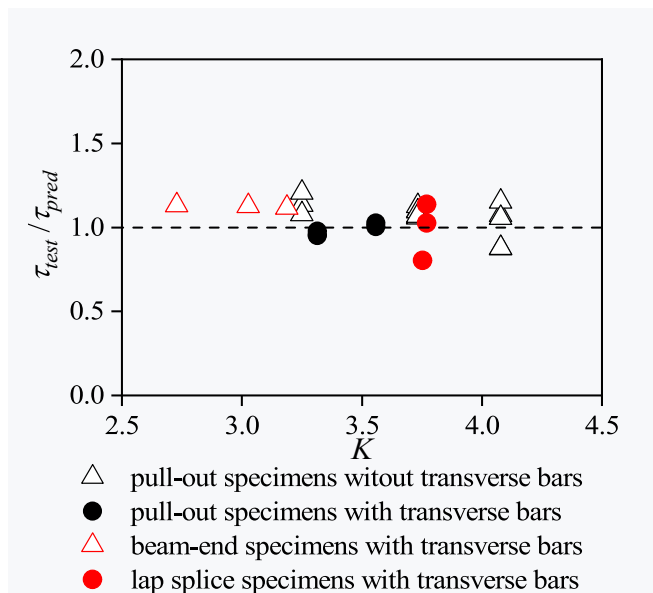 2.0
1.5
1.0
0.5
0.0
τtest/τpred
2.5 3.0 3.5 4.0 4.5
K
pull-out specimens witout transverse bars
pull-out specimens with transverse bars
beam-end specimens with transverse bars
lap splice specimens with transverse bars